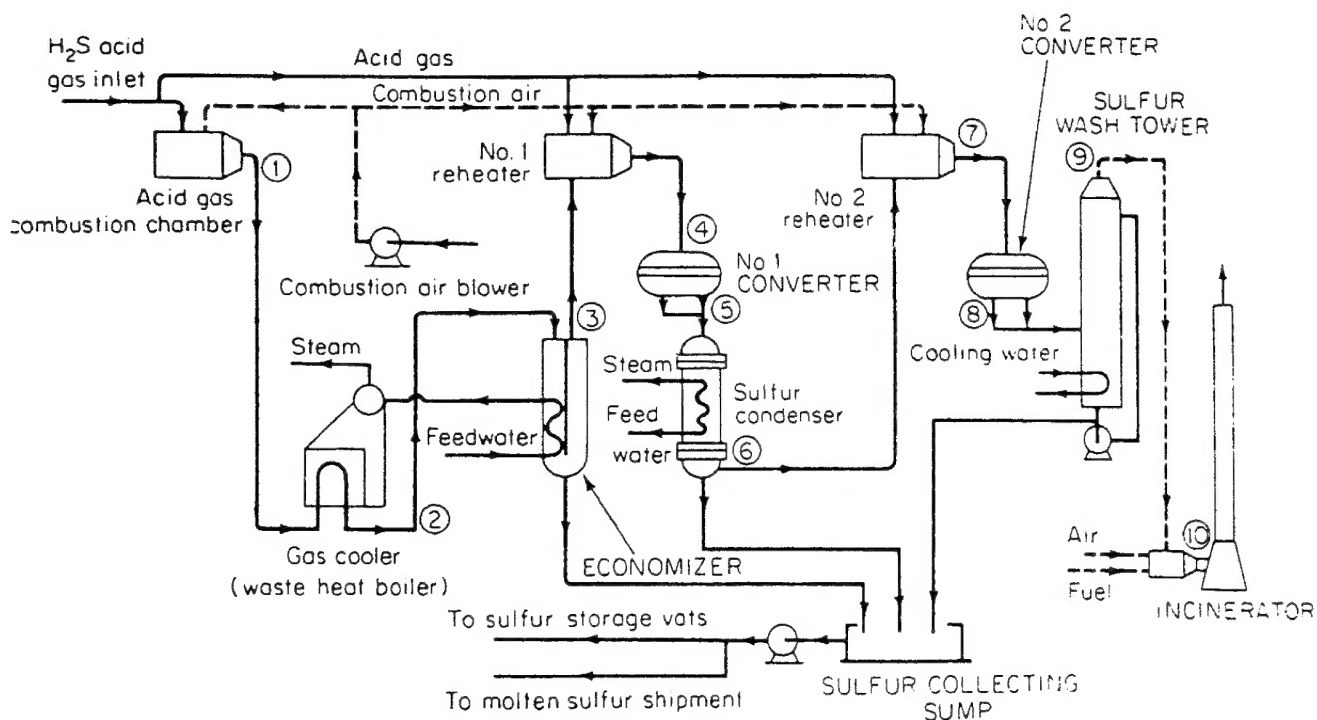 H₂S acid
gas inlet
Acid gas
Combustion air
No 2
CONVERTER
SULFUR
WASH TOWER
①
Acid gas
combustion chamber
No. 1
reheater
⑦
⑨
No 2
reheater
④
Combustion air blower
③
No 1
CONVERTER
⑤
⑧
Steam
Steam
Cooling water
Sulfur
condenser
Feed
water
Feedwater
⑥
②
Gas cooler
(waste heat boiler)
ECONOMIZER
Air
Fuel
⑩
INCINERATOR
To sulfur storage vats
To molten sulfur shipment
SULFUR COLLECTING
SUMP